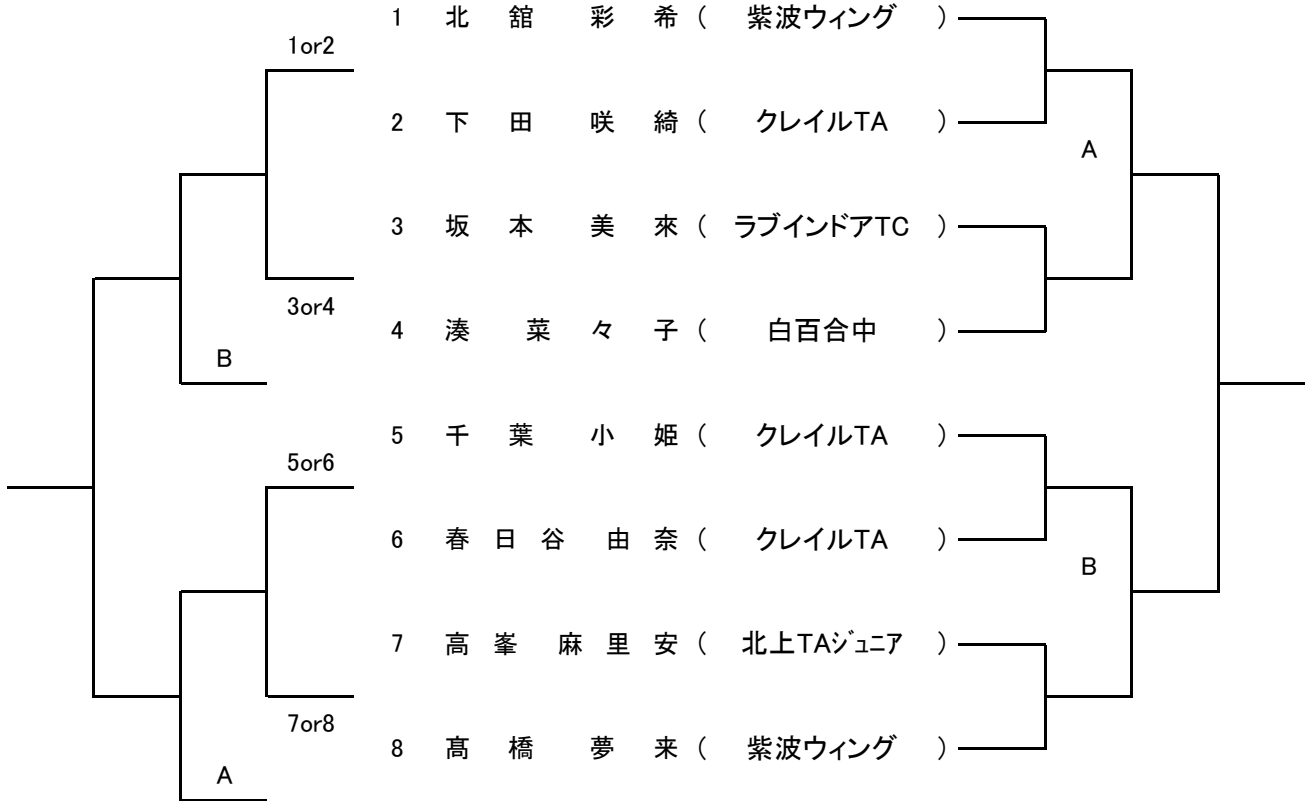 1 北舘 彩希 ( 紫波ウィング )
1or2
2 下田 咲綺 ( クレイルTA )
A
3 坂本 美來 ( ラブインドアTC )
3or4
4 湊 菜々子 ( 白百合中 )
B
5 千葉 小姫 ( クレイルTA )
5or6
6 春日谷 由奈 ( クレイルTA )
B
7 高峯 麻里安 ( 北上TAジュニア )
7or8
8 髙橋 夢来 ( 紫波ウィング )
A